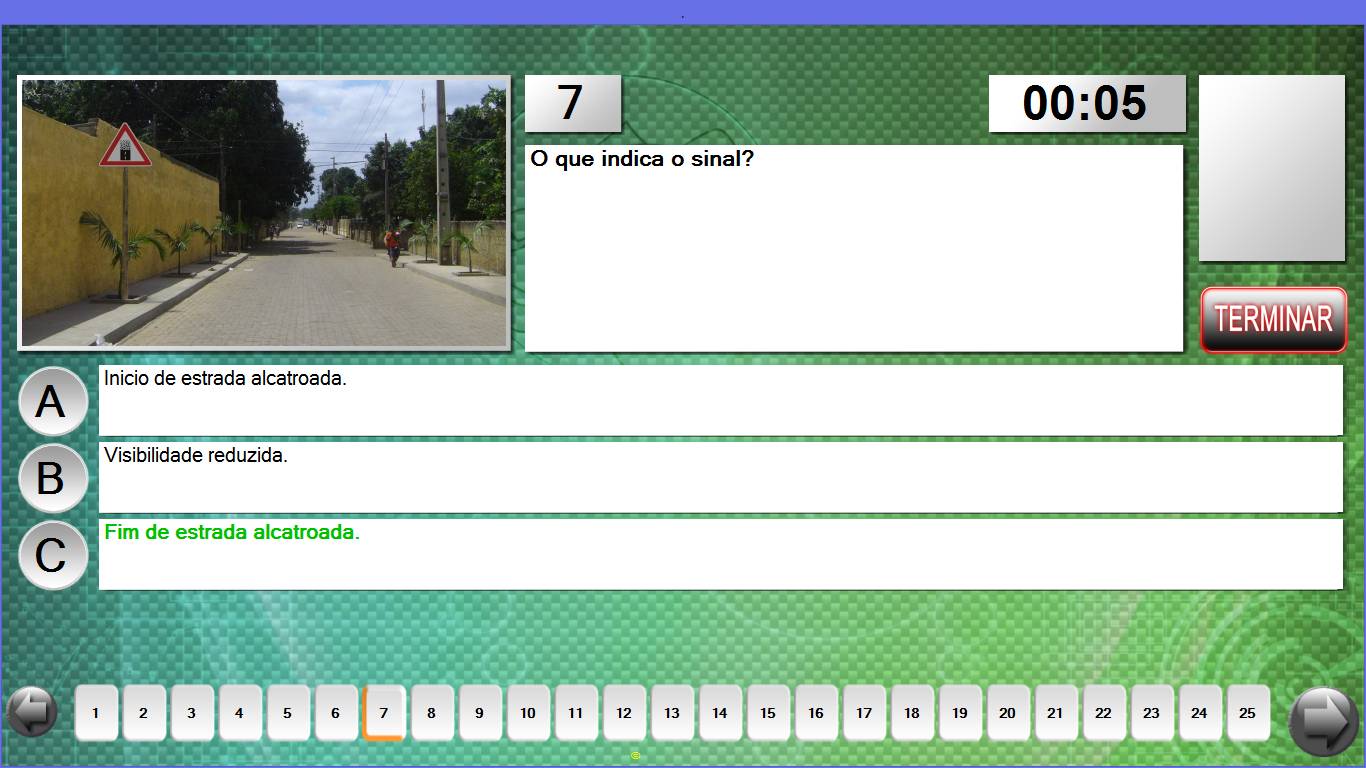 7
00:05
O que indica o sinal?
TERMINAR
A
Inicio de estrada alcatroada.
B
Visibilidade reduzida.
C
Fim de estrada alcatroada.
1 2 3 4 5 6 7 8 9 10 11 12 13 14 15 16 17 18 19 20 21 22 23 24 25
©